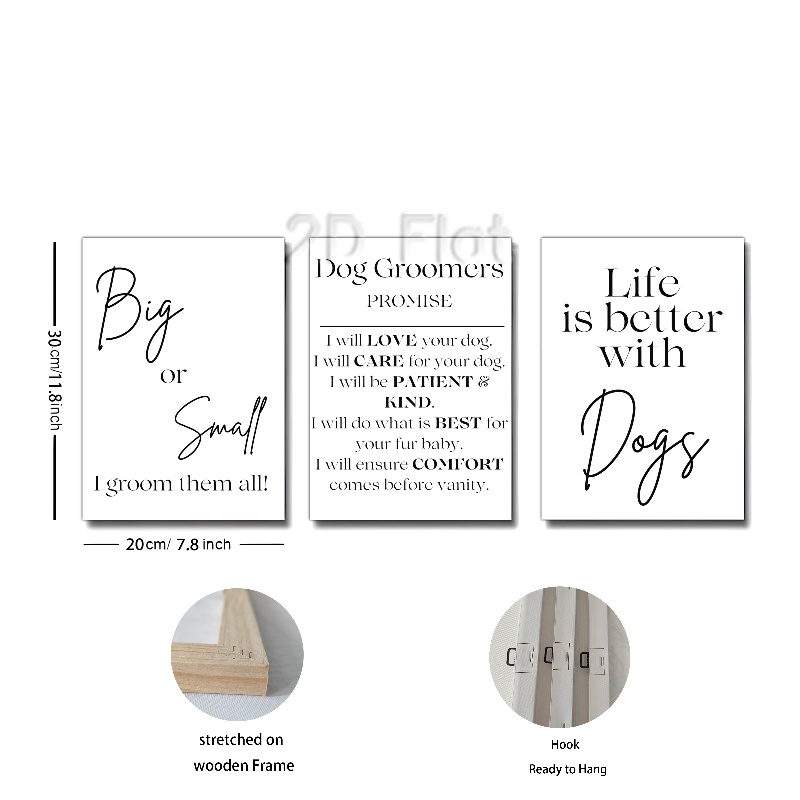 2D Flat
Big
or
Small
I groom them all!
Dog Groomers
PROMISE
I will LOVE your dog.
I will CARE for your dog.
I will be PATIENT &
KIND.
I will do what is BEST for
your fur baby.
I will ensure COMFORT
comes before vanity.
Life
is better
with
Dogs
30cm/11.8inch
20cm/ 7.8 inch
stretched on
wooden Frame
Hook
Ready to Hang